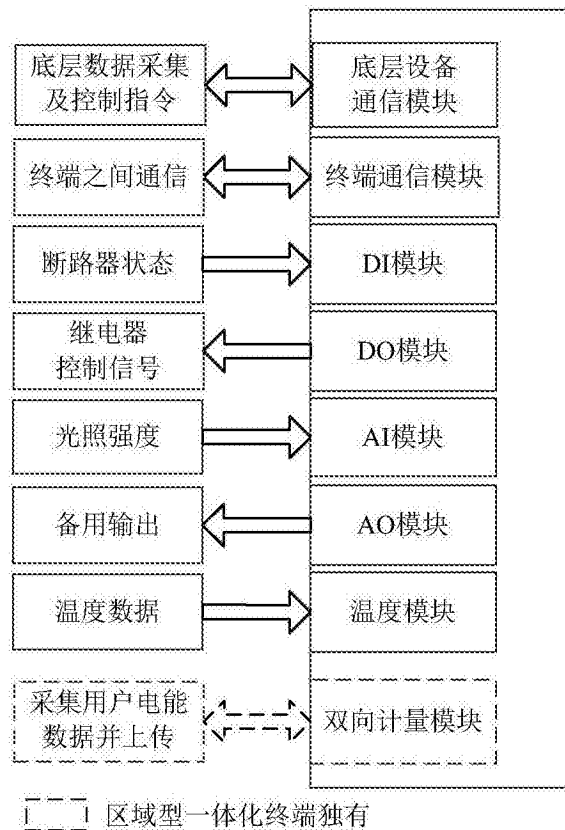 底层数据采集
及控制指令
底层设备
通信模块
终端之间通信
终端通信模块
断路器状态
DI模块
继电器
控制信号
DO模块
光照强度
AI模块
备用输出
AO模块
温度数据
温度模块
采集用户电能
数据并上传
双向计量模块
区域型一体化终端独有